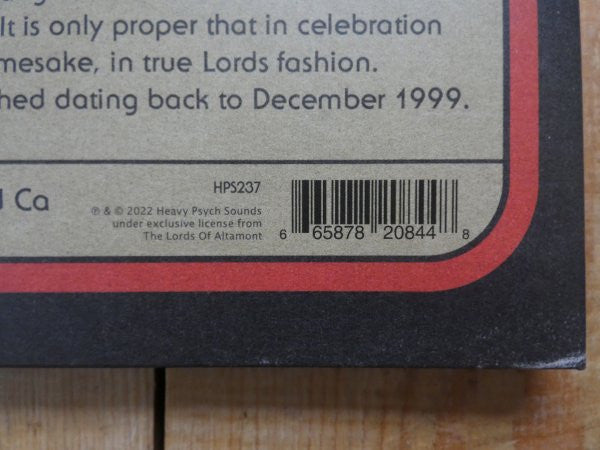 It is only proper that in celebration
mesake, in true Lords fashion.
hed dating back to December 1999.
Ca
HPS237
℗ & © 2022 Heavy Psych Sounds
under exclusive license from
The Lords Of Altamont
6 65878 20844 8